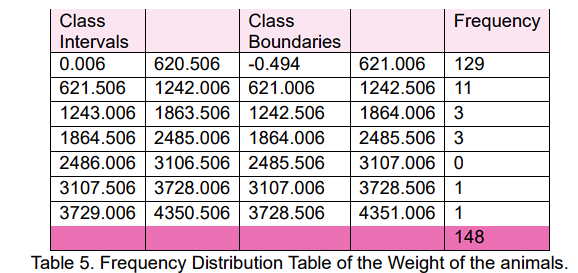 Class Intervals Class Boundaries Frequency
0.006 620.506 -0.494 621.006 129
621.506 1242.006 621.006 1242.506 11
1243.006 1863.506 1242.506 1864.006 3
1864.506 2485.006 1864.006 2485.506 3
2486.006 3106.506 2485.506 3107.006 0
3107.506 3728.006 3107.006 3728.506 1
3729.006 4350.506 3728.506 4351.006 1
148
Table 5. Frequency Distribution Table of the Weight of the animals.